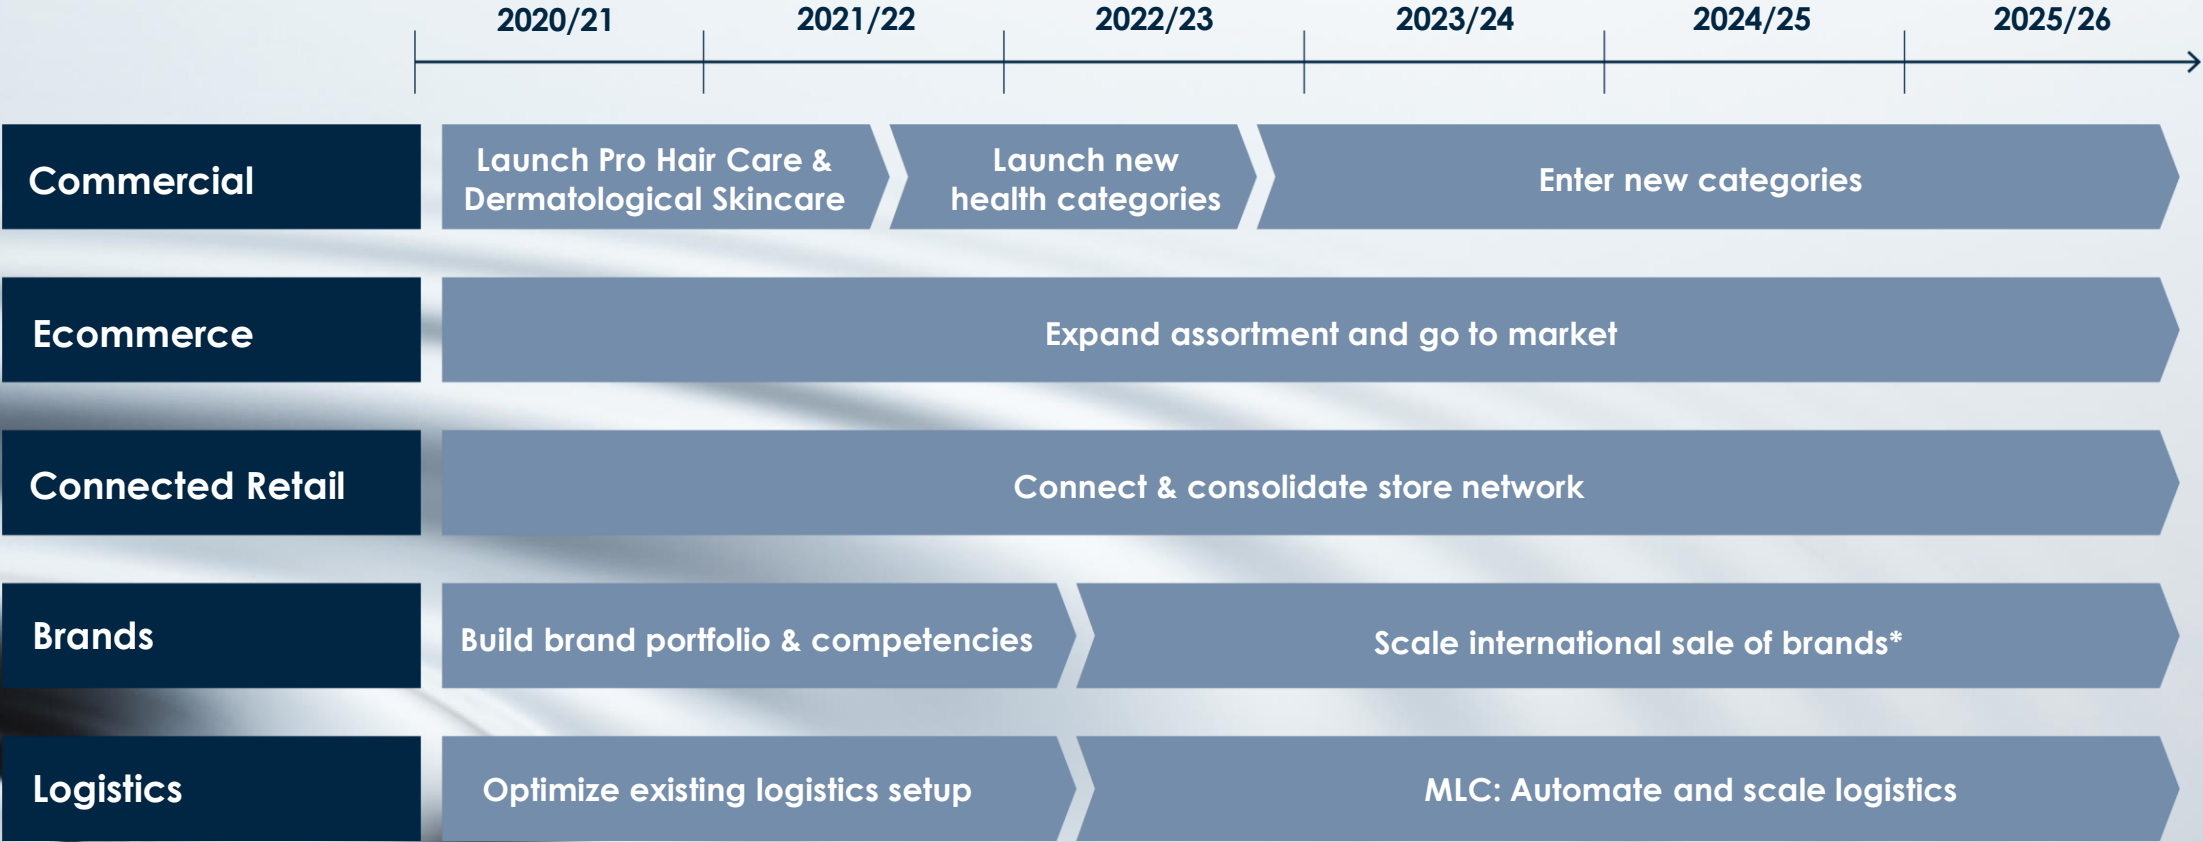 2020/21 2021/22 2022/23 2023/24 2024/25 2025/26
Commercial
Launch Pro Hair Care &
Dermatological Skincare
Launch new
health categories
Enter new categories
Ecommerce
Expand assortment and go to market
Connected Retail
Connect & consolidate store network
Brands
Build brand portfolio & competencies
Scale international sale of brands*
Logistics
Optimize existing logistics setup
MLC: Automate and scale logistics